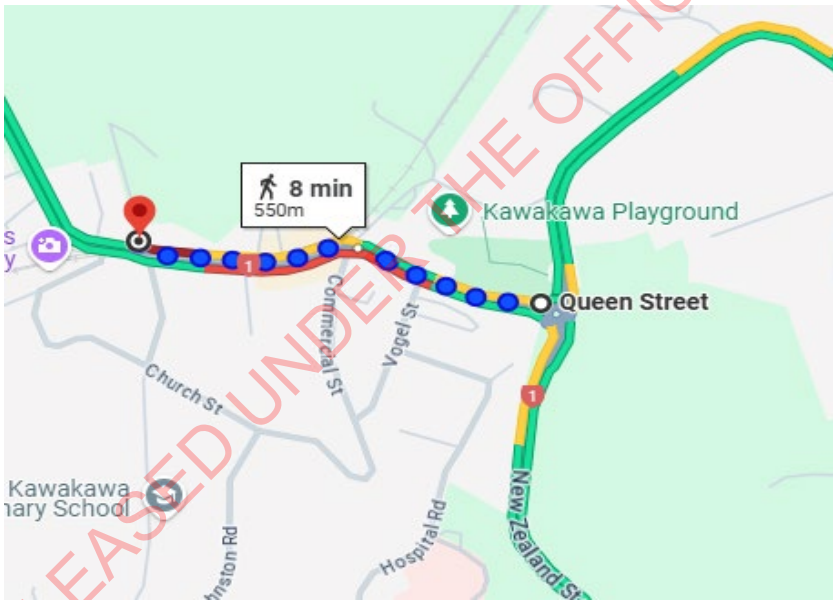 8 min
550m
Kawakawa Playground
s
y
1
Queen Street
Commercial St
Vogel St
Church St
1
Kawakawa
nary School
New Zealand St
Hospital Rd
hnston Rd
EASED UNDER THE OFFIC